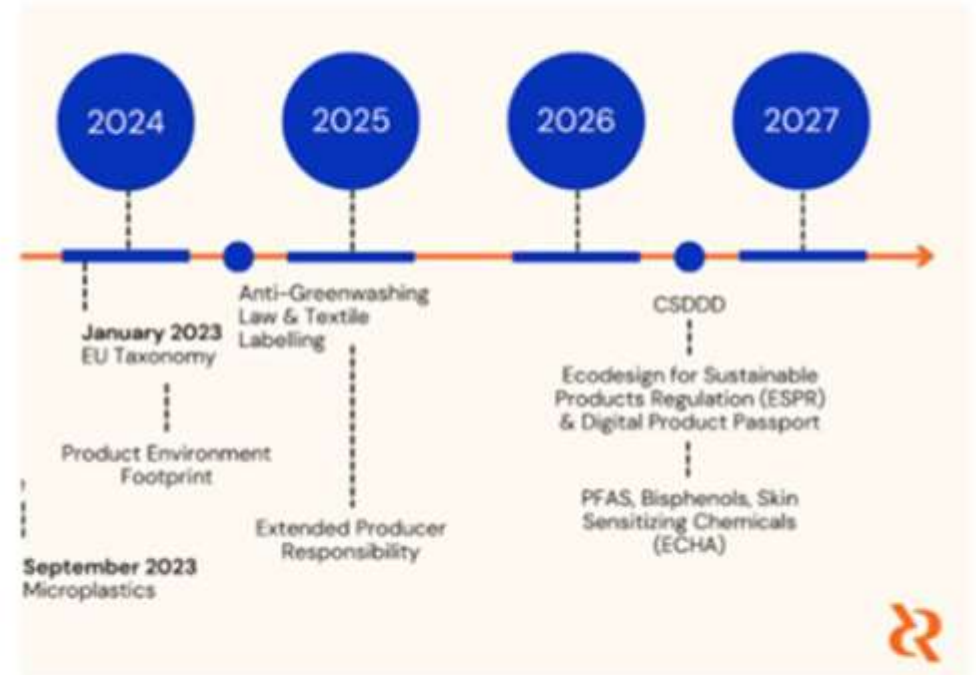 2024
2025
2026
2027
January 2023
EU Taxonomy
Product Environment
Footprint
September 2023
Microplastics
Anti-Greenwashing
Law & Textile
Labelling
Extended Producer
Responsibility
CSDDD
Ecodesign for Sustainable
Products Regulation (ESPR)
& Digital Product Passport
PFAS, Bisphenols, Skin
Sensitizing Chemicals
(ECHA)